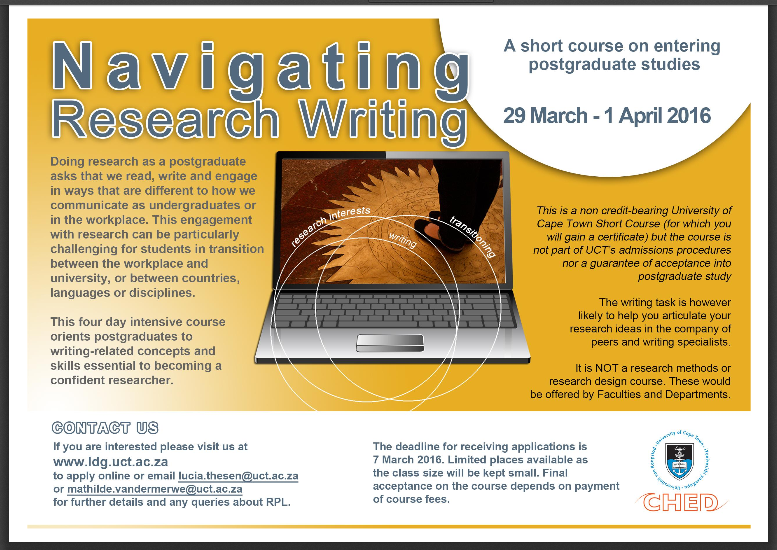 Navigating
Research Writing
A short course on entering
postgraduate studies
29 March - 1 April 2016
Doing research as a postgraduate
asks that we read, write and engage
in ways that are different to how we
communicate as undergraduates or
in the workplace. This engagement
with research can be particularly
challenging for students in transition
between the workplace and
university, or between countries,
languages or disciplines.
This four day intensive course
orients postgraduates to
writing-related concepts and
skills essential to becoming a
confident researcher.
research interests
writing
transitioning
This is a non credit-bearing University of
Cape Town Short Course (for which you
will gain a certificate) but the course is
not part of UCT's admissions procedures
nor a guarantee of acceptance into
postgraduate study
The writing task is however
likely to help you articulate your
research ideas in the company of
peers and writing specialists.
It is NOT a research methods or
research design course. These would
be offered by Faculties and Departments.
CONTACT US
If you are interested please visit us at
www.ldg.uct.ac.za
to apply online or email lucia.thesen@uct.ac.za
or mathilde.vandermerwe@uct.ac.za
for further details and any queries about RPL.
The deadline for receiving applications is
7 March 2016. Limited places available as
the class size will be kept small. Final
acceptance on the course depends on payment
of course fees.
CHED